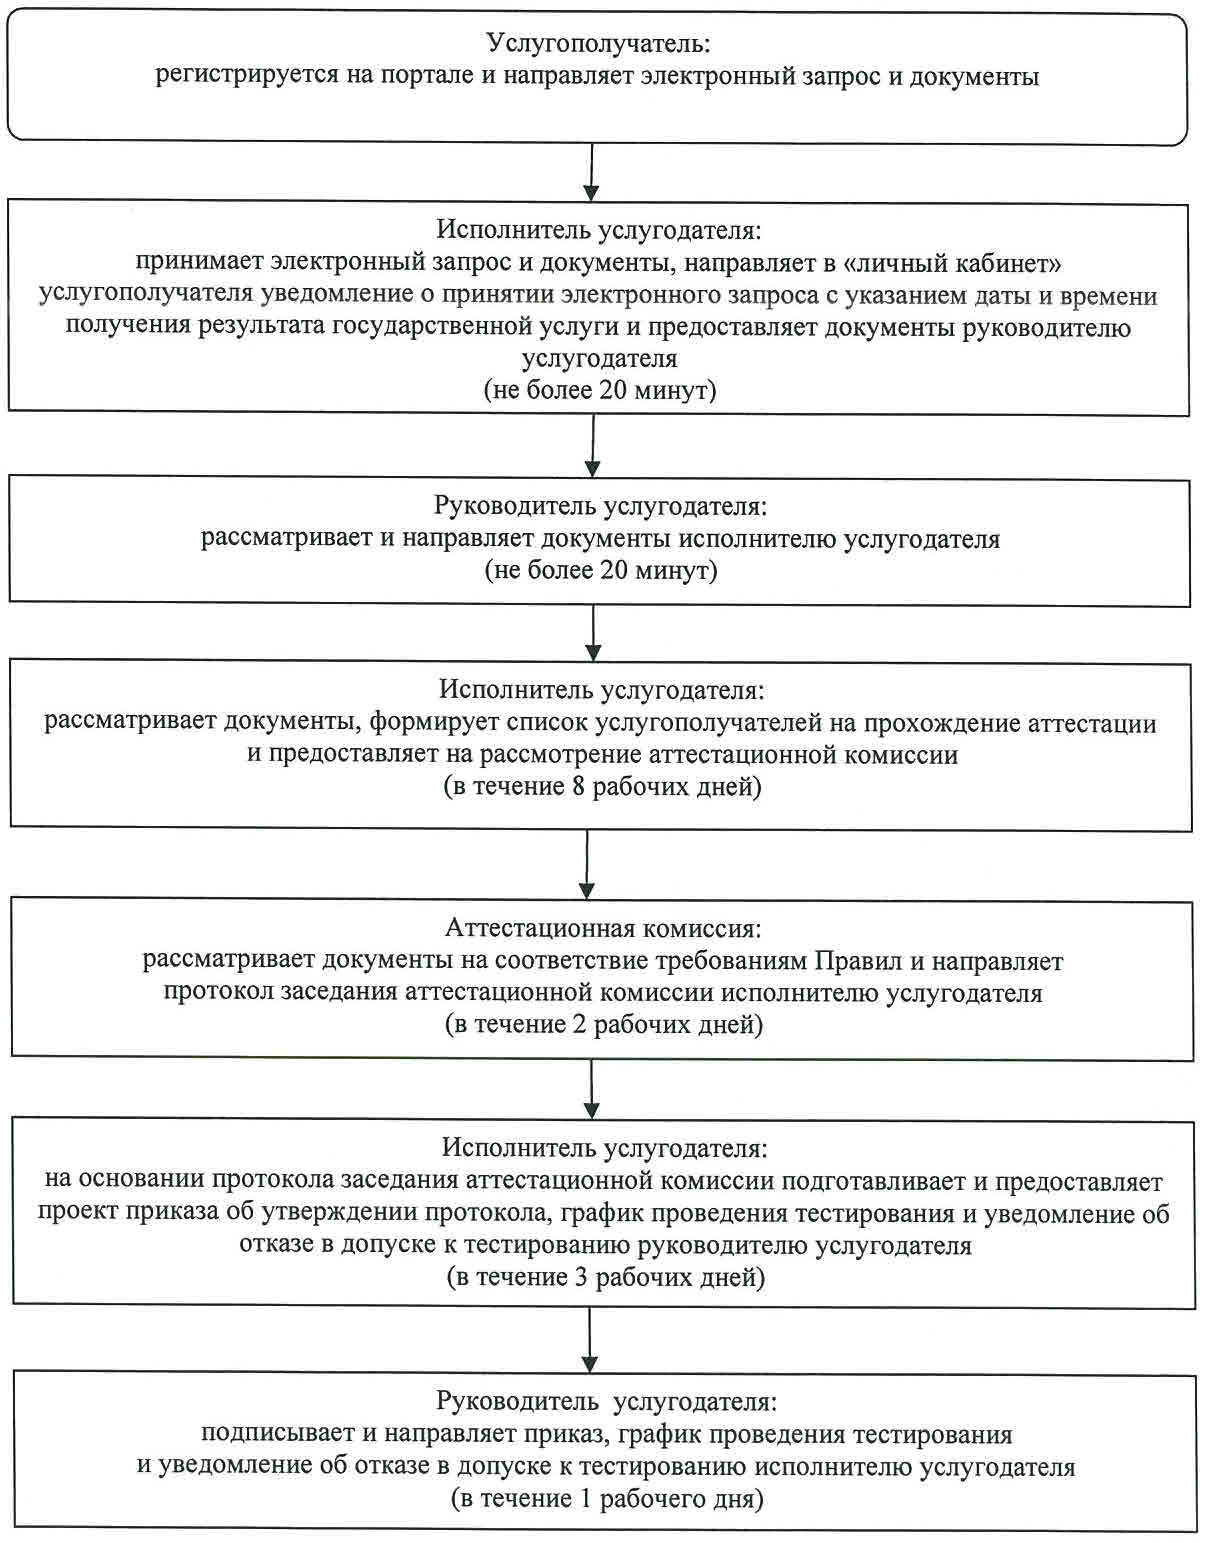 Услугополучатель:
регистрируется на портале и направляет электронный запрос и документы
Исполнитель услугодателя:
принимает электронный запрос и документы, направляет в «личный кабинет»
услугополучателя уведомление о принятии электронного запроса с указанием даты и времени
получения результата государственной услуги и предоставляет документы руководителю
услугодателя
(не более 20 минут)
Руководитель услугодателя:
рассматривает и направляет документы исполнителю услугодателя
(не более 20 минут)
Исполнитель услугодателя:
рассматривает документы, формирует список услугополучателей на прохождение аттестации
и предоставляет на рассмотрение аттестационной комиссии
(в течение 8 рабочих дней)
Аттестационная комиссия:
рассматривает документы на соответствие требованиям Правил и направляет
протокол заседания аттестационной комиссии исполнителю услугодателя
(в течение 2 рабочих дней)
Исполнитель услугодателя:
на основании протокола заседания аттестационной комиссии подготавливает и предоставляет
проект приказа об утверждении протокола, график проведения тестирования и уведомление об
отказе в допуске к тестированию руководителю услугодателя
(в течение 3 рабочих дней)
Руководитель услугодателя:
подписывает и направляет приказ, график проведения тестирования
и уведомление об отказе в допуске к тестированию исполнителю услугодателя
(в течение 1 рабочего дня)